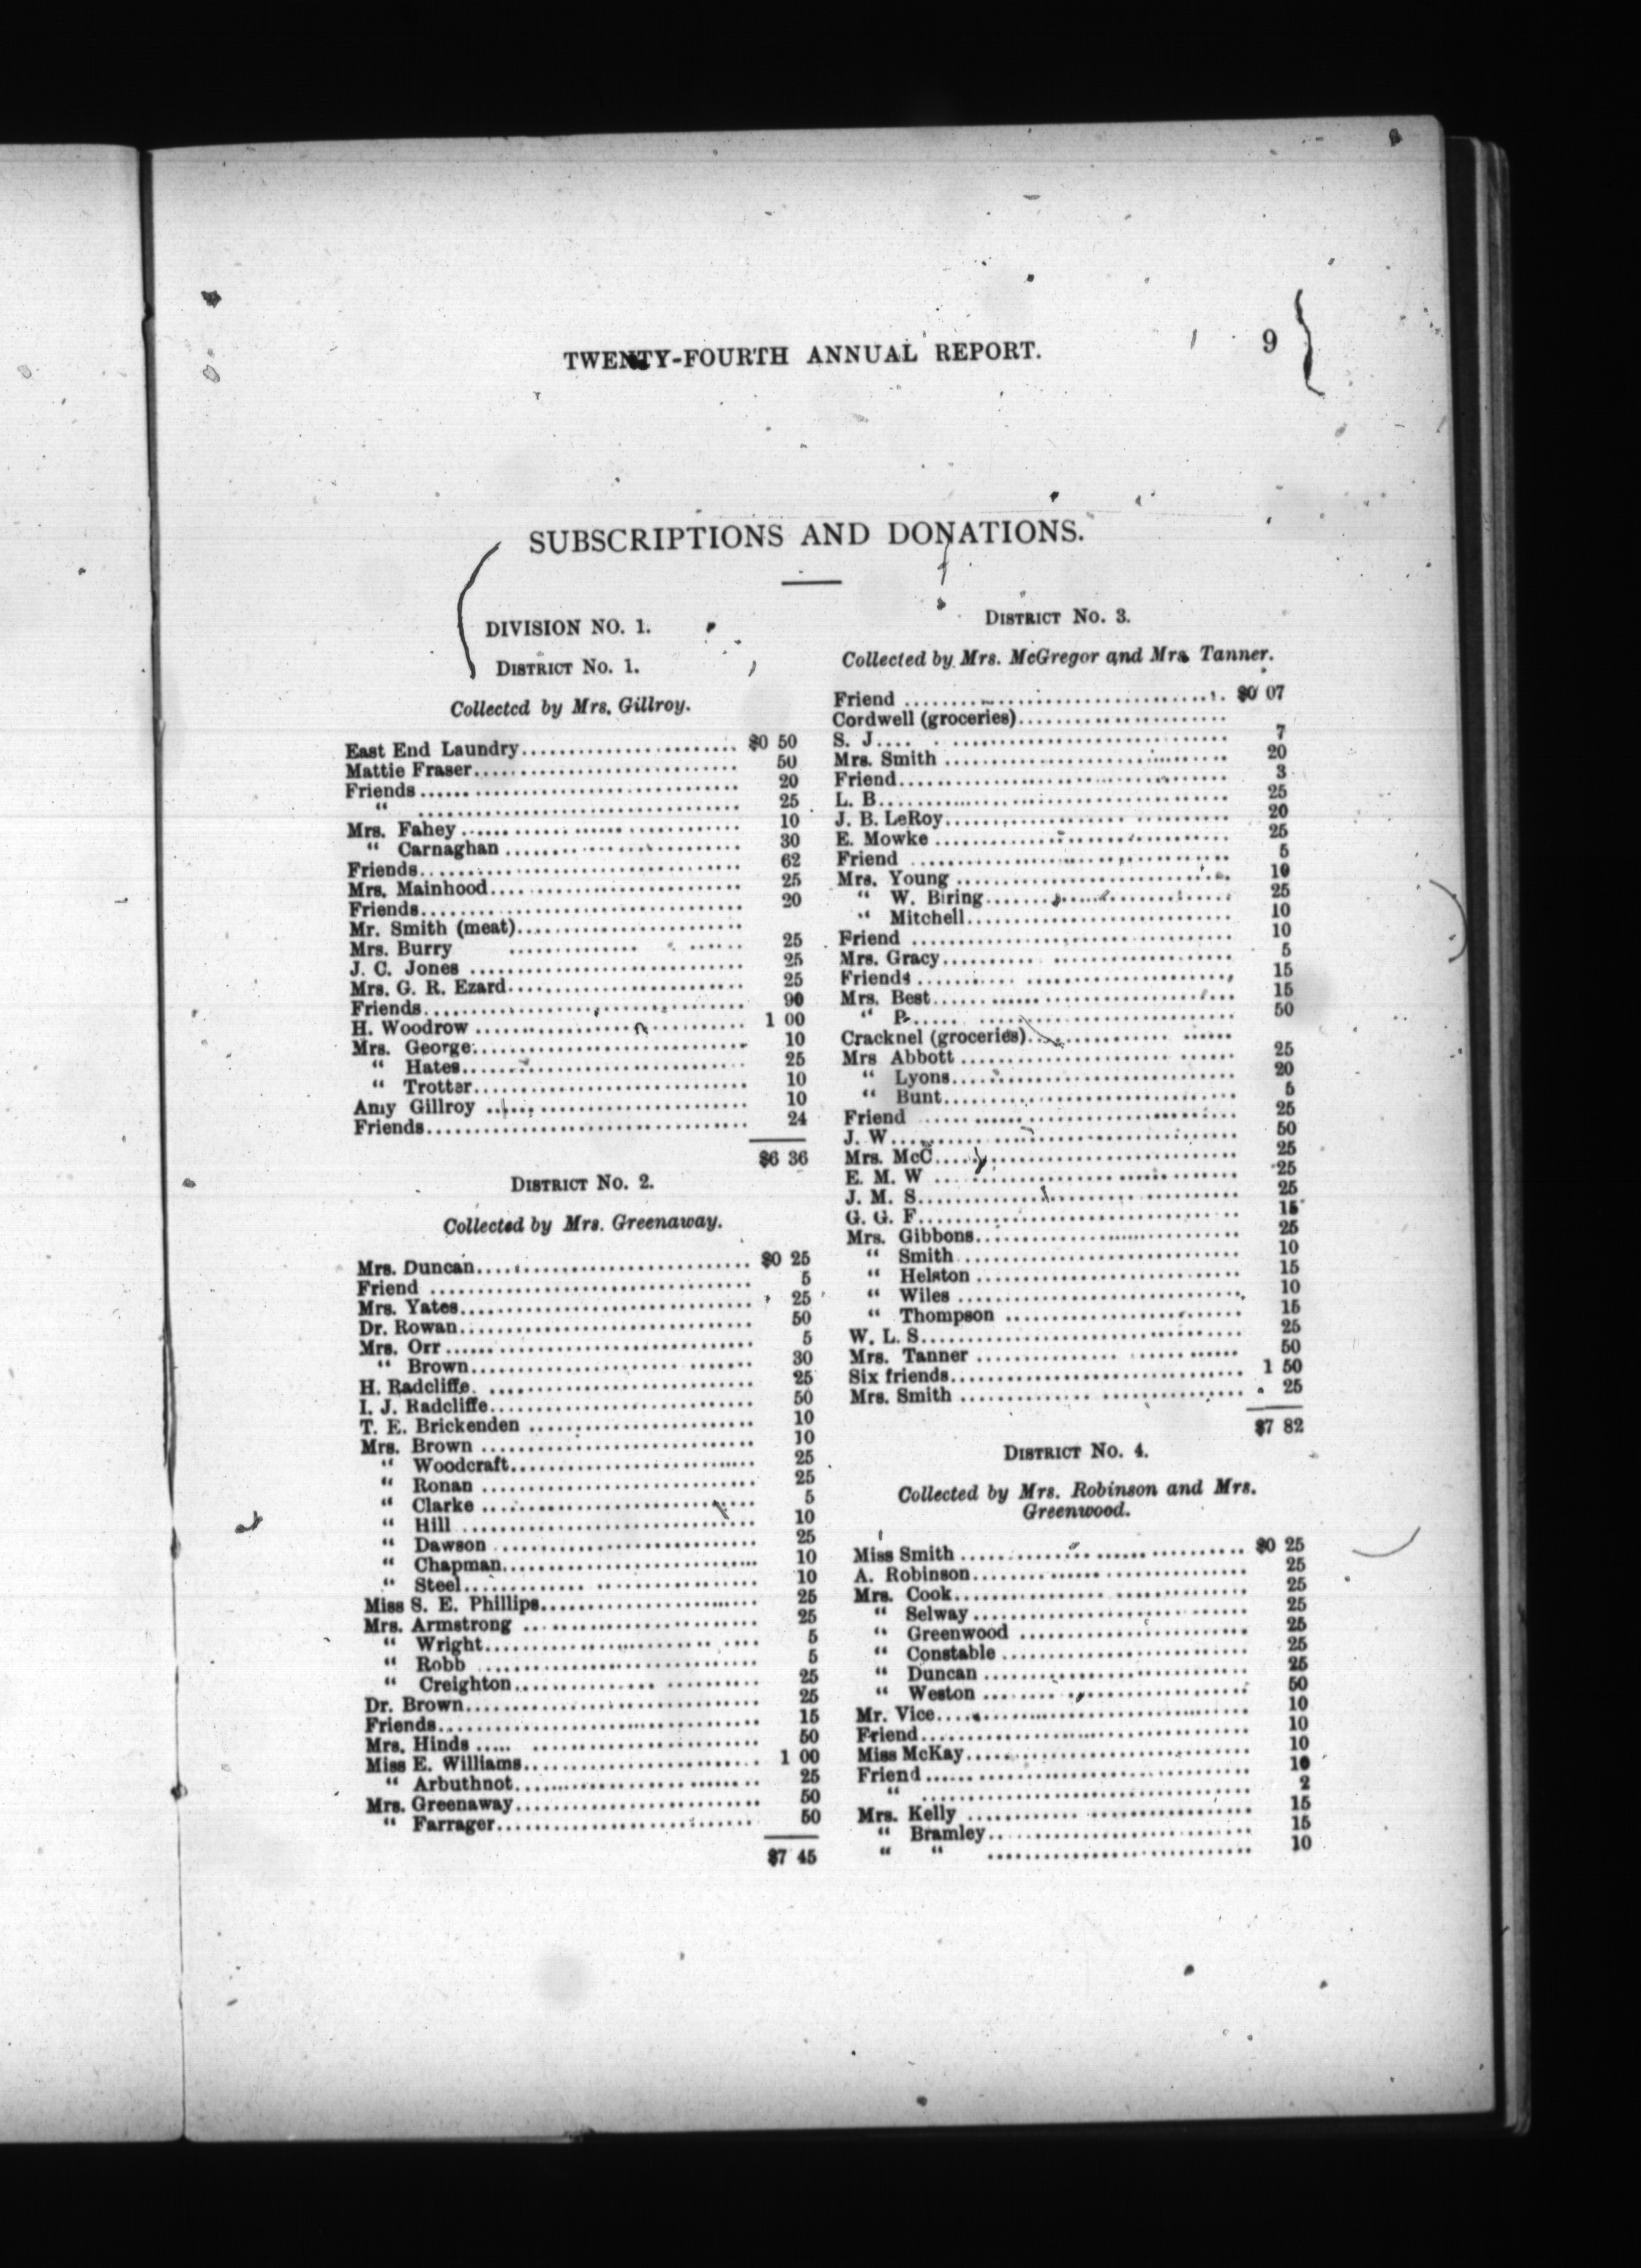 TWENTY-FOURTH ANNUAL REPORT. 9
SUBSCRIPTIONS AND DONATIONS.
DIVISION NO. 1.
DISTRICT NO. 1.
Collected by Mrs. Gillroy.
East End Laundry........................ $0 50
Mattie Fraser............................ 50
Friends.................................. 20
“ .................................. 25
Mrs. Fahey............................. 10
“ Carnaghan......................... 30
Friends.................................. 62
Mrs. Mainhood.......................... 25
Friends.................................. 20
Mr. Smith (meat)........................
Mrs. Burry ...................... 25
J. C. Jones ............................. 25
Mrs. G. R. Ezard........................ 25
Friends.................................. 90
H. Woodrow ............................ 1 00
Mrs. George............................. 10
“ Hates............................. 25
“ Trotter............................ 10
Amy Gillroy ........................... 10
Friends.................................. 24
$6 36
DISTRICT NO. 2.
Collected by Mrs. Greenaway.
Mrs. Duncan............................. $0 25
Friend .................................. 5
Mrs. Yates............................... 25
Dr. Rowan............................... 50
Mrs. Orr................................. 5
“ Brown............................. 30
H. Radcliffe. ............................ 25
I. J. Radcliffe............................ 50
T. E. Brickenden ........................ 10
Mrs. Brown ............................. 10
“ Woodcraft.......................... 25
“ Ronan ............................. 25
“ Clarke ............................ 5
“ Hill ............................... 10
“ Dawson ............................ 25
“ Chapman........................... 10
“ Steel............................... 10
Miss S. E. Phillips........................ 25
Mrs. Armstrong ......................... 25
“ Wright............................. 5
“ Robb .............................. 5
“ Creighton.......................... 25
Dr. Brown............................... 25
Friends.................................. 15
Mrs. Hinds ............................. 50
Miss E. Williams......................... 1 00
“ Arbuthnot.......................... 25
Mrs. Greenaway......................... 50
“ Farrager........................... 50
$7 45
DISTRICT NO. 3.
Collected by Mrs. McGregor and Mrs. Tanner.
Friend .................................. $0 07
Cordwell (groceries)......................
S. J.................................... 7
Mrs. Smith .............................. 20
Friend................................... 3
L. B..................................... 25
J. B. LeRoy.............................. 20
E. Mowke ............................... 25
Friend .................................. 5
Mrs. Young ............................. 10
“ W. Biring.......................... 25
“ Mitchell............................ 10
Friend .................................. 10
Mrs. Gracy.............................. 5
Friends.................................. 15
Mrs. Best................................ 15
“ P................................. 50
Cracknel (groceries)......................
Mrs Abbott ............................. 25
“ Lyons............................. 20
“ Bunt.............................. 5
Friend .................................. 25
J. W.................................... 50
Mrs. McC............................... 25
E. M. W ................................ 25
J. M. S.................................. 25
G. G. F.................................. 15
Mrs. Gibbons............................ 25
“ Smith............................. 10
“ Helston ........................... 15
“ Wiles ............................. 10
“ Thompson ......................... 15
W. L. S.................................. 25
Mrs. Tanner ............................ 50
Six friends............................... 1 50
Mrs. Smith .............................. 25
$7 82
DISTRICT NO. 4.
Collected by Mrs. Robinson and Mrs.
Greenwood.
Miss Smith .............................. $0 25
A. Robinson............................. 25
Mrs. Cook............................... 25
“ Selway............................. 25
“ Greenwood ........................ 25
“ Constable .......................... 25
“ Duncan ............................ 25
“ Weston ............................ 50
Mr. Vice................................. 10
Friend................................... 10
Miss McKay............................. 10
Friend................................... 10
“ .................................. 2
Mrs. Kelly .............................. 15
“ Bramley............................ 15
“ “ ............................ 10